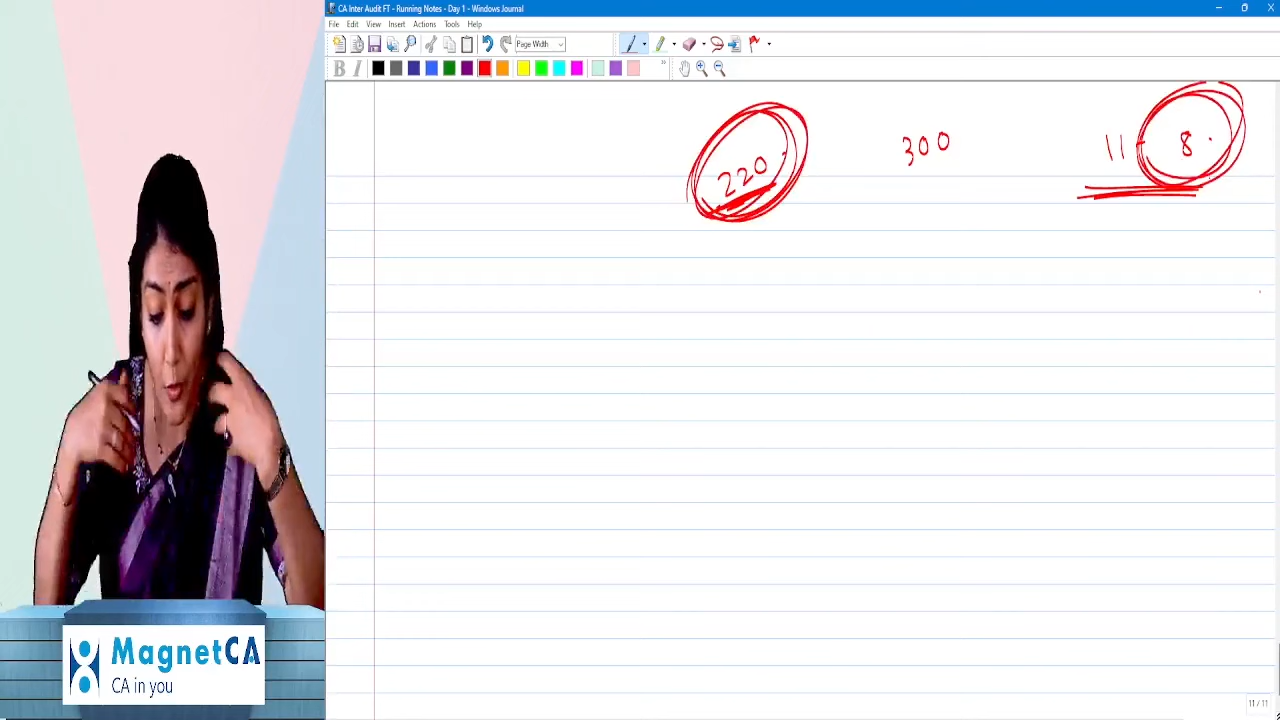 CA Inter Audit FT - Running Notes - Day 1 - Windows Journal
File Edit View Insert Actions Tools Help
Page Width
B I
220 300 11 - 8
MagnetCA
CA in you
11 / 11